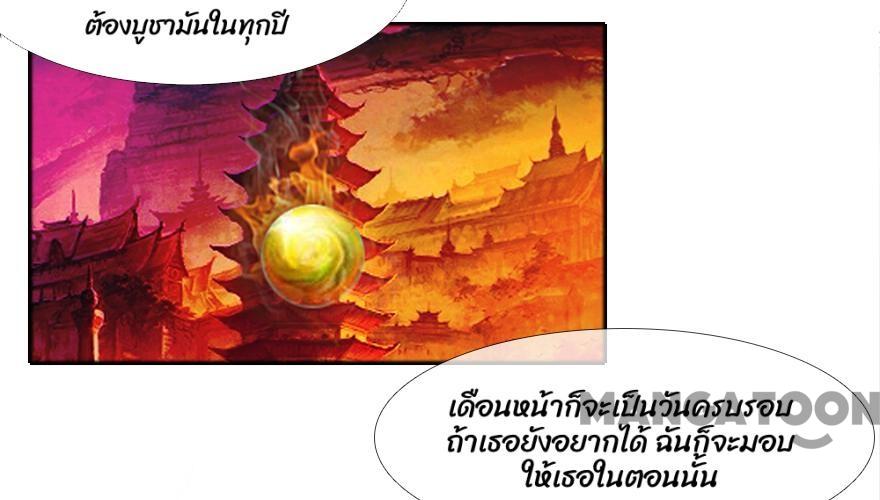 ต้องบูชามันในทุกปี
เดือนหน้าก็จะเป็นวันครบรอบ
ถ้าเธอยังอยากได้ ฉันก็จะมอบ
ให้เธอในตอนนั้น
MANGATOON